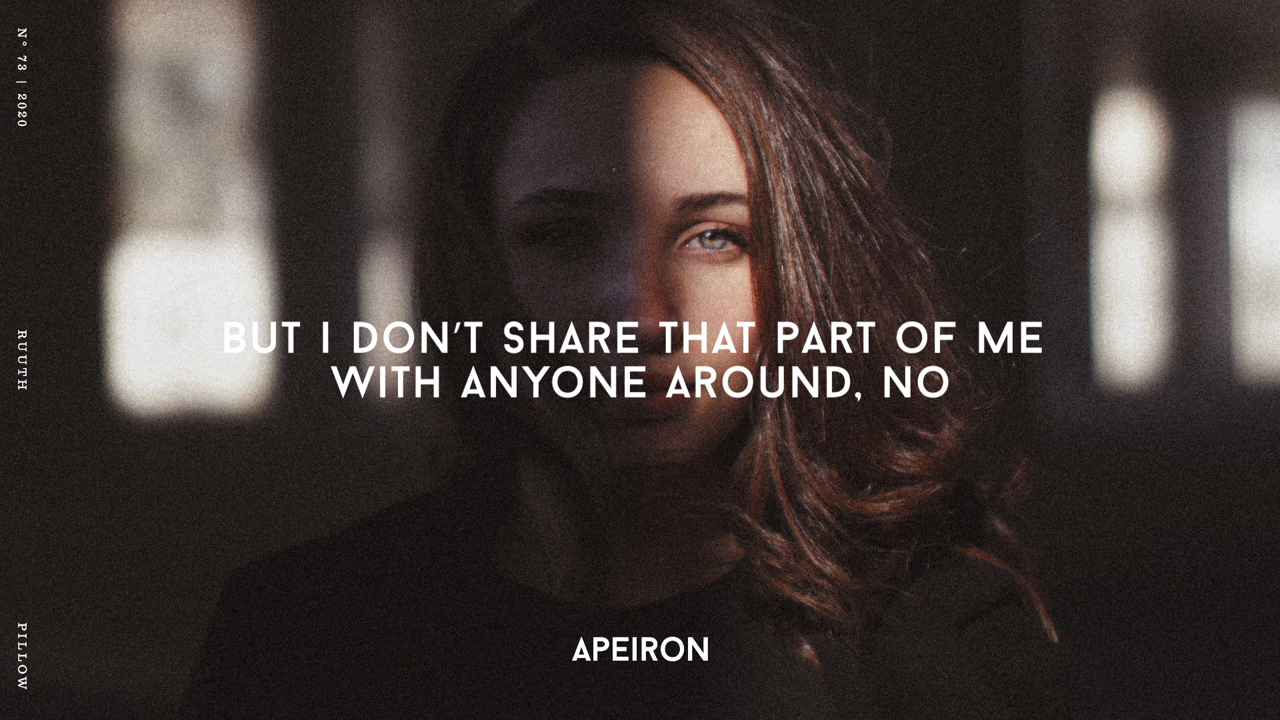 N° 73 | 2020
RUUTH
PILLOW
BUT I DON'T SHARE THAT PART OF ME
WITH ANYONE AROUND, NO
APEIRON